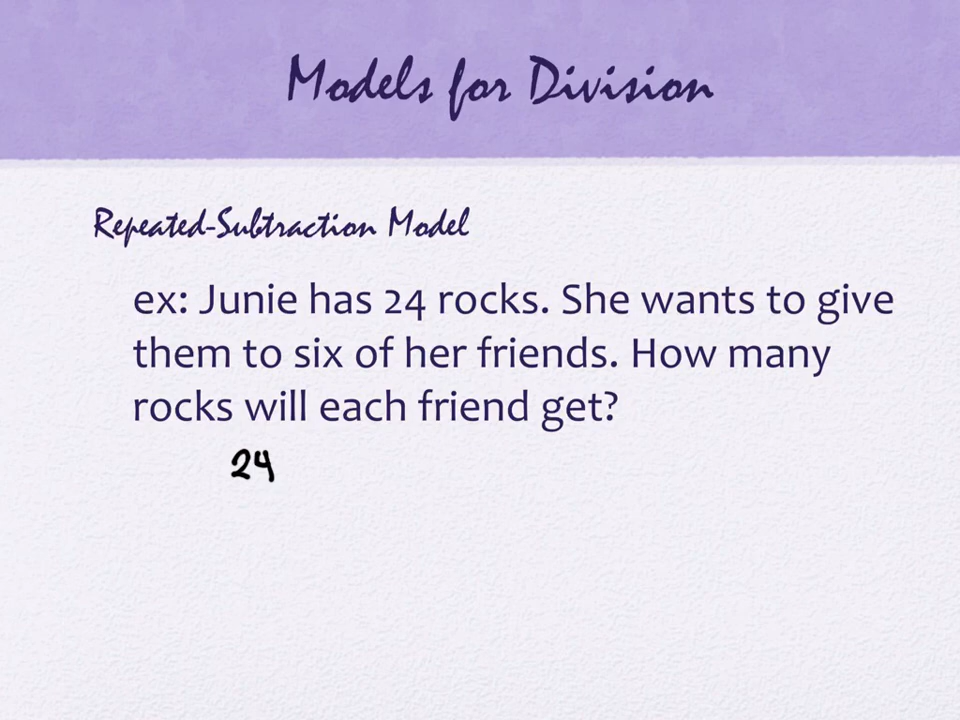 Models for Division
Repeated-Subtraction Model
ex: Junie has 24 rocks. She wants to give
them to six of her friends. How many
rocks will each friend get?
24